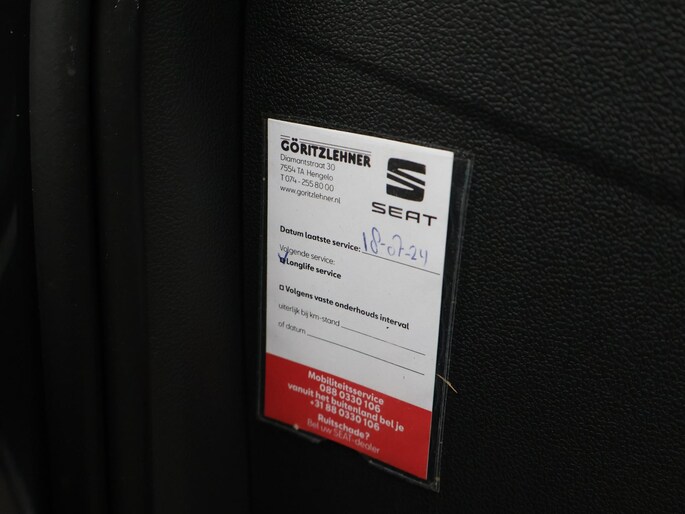 GÖRITZLEHNER
Diamantstraat 30
7554 TA Hengelo
T 074 - 255 80 00
www.goritzlehner.nl
SEAT
Datum laatste service: 18-07-24
Volgende service:
Longlife service
Volgens vaste onderhouds interval
uiterlijk bij km-stand
of datum
Mobiliteitsservice
088 0330 106
vanuit het buitenland bel je
+31 88 0330 106
Ruitschade?
Bel uw SEAT-dealer